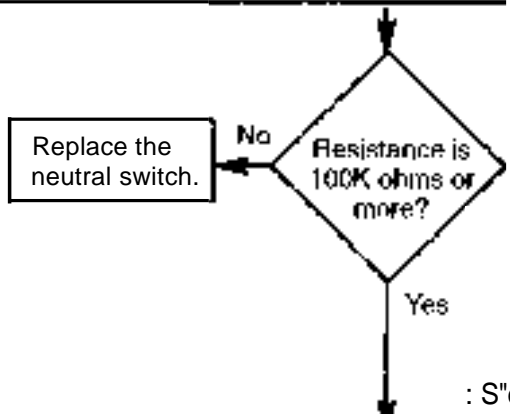 No
Replace the
neutral switch.
Resistance is
100K ohms or
more?
Yes
: S"